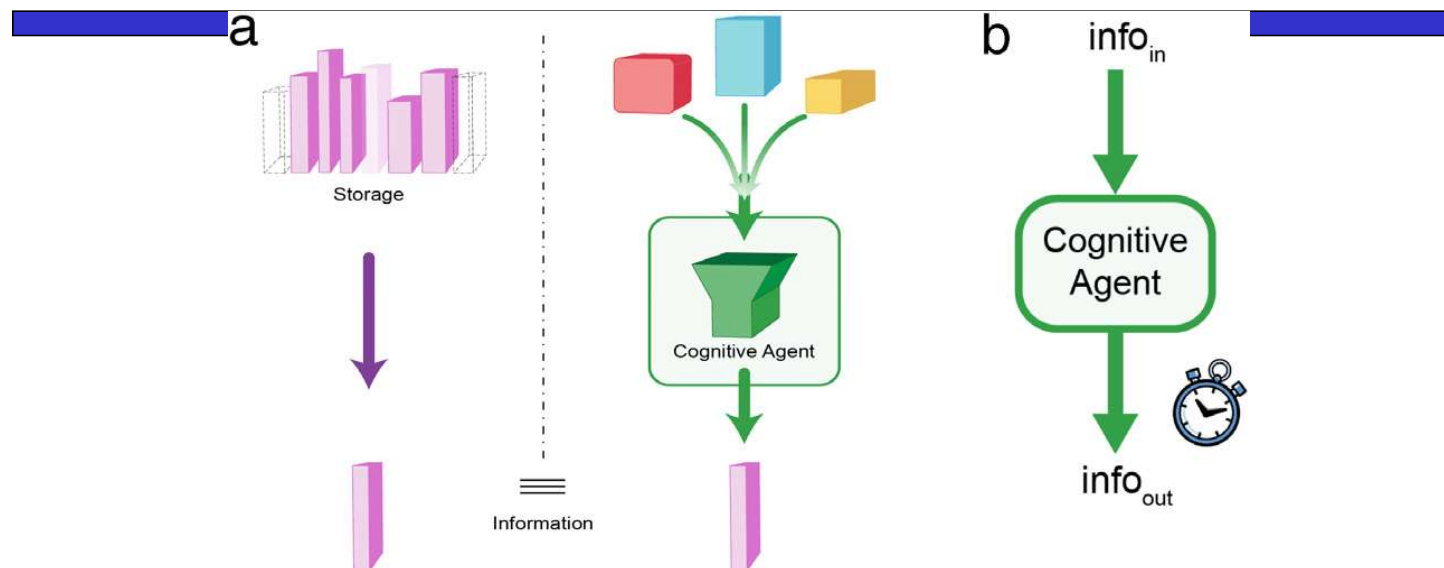 a
Storage
Cognitive Agent
Information
b
info_in
Cognitive
Agent
info_out